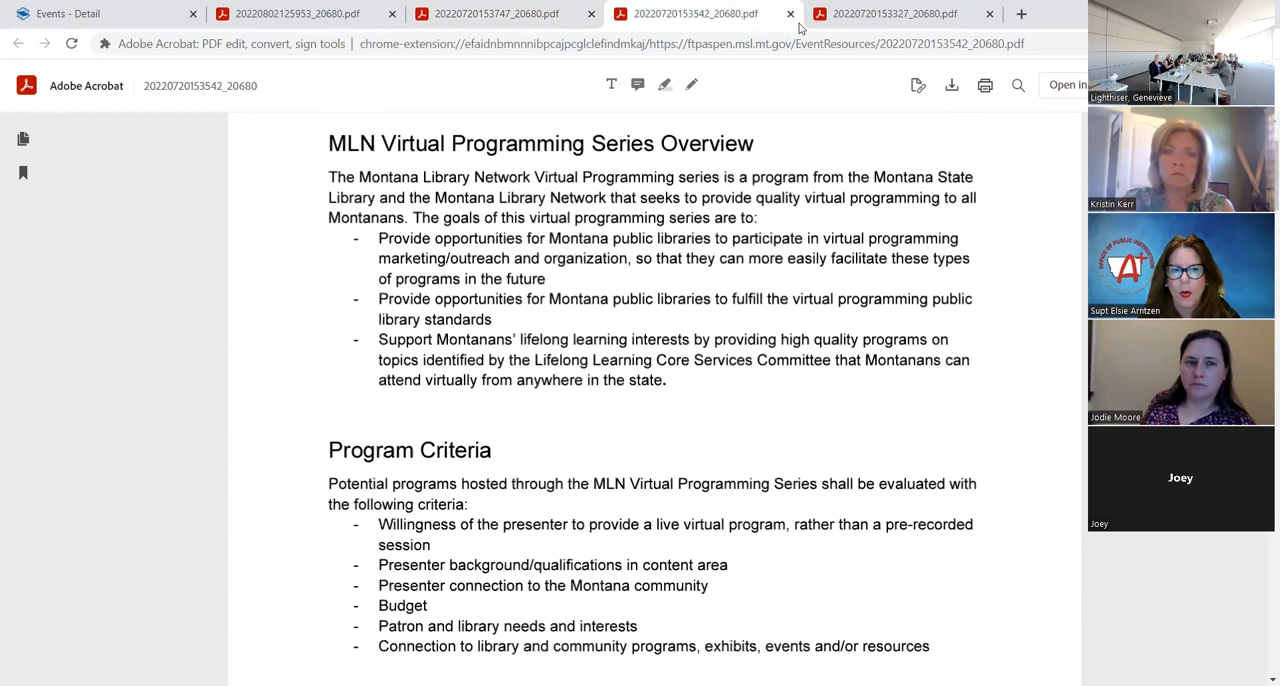 Events - Detail
20220802125953_20680.pdf
20220720153747_20680.pdf
20220720153542_20680.pdf
20220720153327_20680.pdf
Adobe Acrobat: PDF edit, convert, sign tools
chrome-extension://efaidnbmnnnibpcajpcglclefindmkaj/https://ftpaspen.msl.mt.gov/EventResources/20220720153542_20680.pdf
Adobe Acrobat
20220720153542_20680
Open in
MLN Virtual Programming Series Overview
The Montana Library Network Virtual Programming series is a program from the Montana State
Library and the Montana Library Network that seeks to provide quality virtual programming to all
Montanans. The goals of this virtual programming series are to:
- Provide opportunities for Montana public libraries to participate in virtual programming
marketing/outreach and organization, so that they can more easily facilitate these types
of programs in the future
- Provide opportunities for Montana public libraries to fulfill the virtual programming public
library standards
- Support Montanans' lifelong learning interests by providing high quality programs on
topics identified by the Lifelong Learning Core Services Committee that Montanans can
attend virtually from anywhere in the state.
Program Criteria
Potential programs hosted through the MLN Virtual Programming Series shall be evaluated with
the following criteria:
- Willingness of the presenter to provide a live virtual program, rather than a pre-recorded
session
- Presenter background/qualifications in content area
- Presenter connection to the Montana community
- Budget
- Patron and library needs and interests
- Connection to library and community programs, exhibits, events and/or resources
Lighthiser, Genevieve
Kristin Kerr
OFFICE OF PUBLIC INSTRUCTION
A+
Supt Elsie Arntzen
Jodie Moore
Joey
Joey